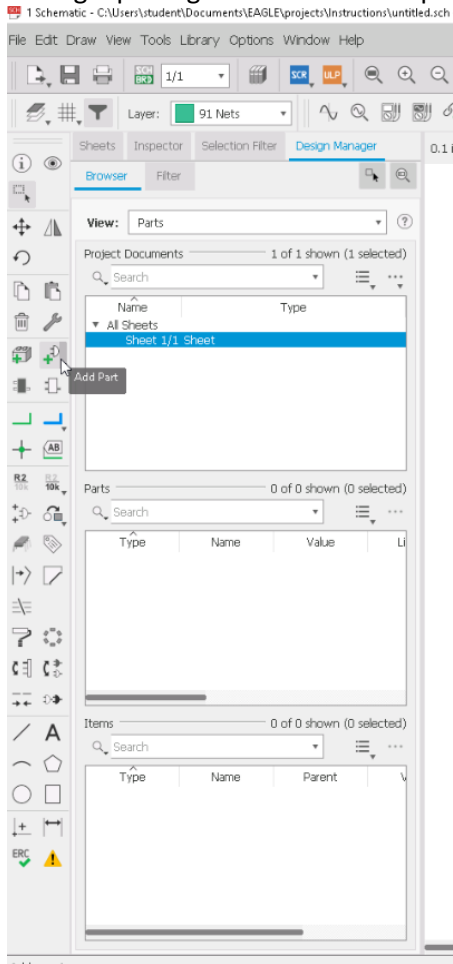 1 Schematic - C:\Users\student\Documents\EAGLE\projects\Instructions\untitled.sch
File Edit Draw View Tools Library Options Window Help
SCH BRD 1/1 SCR ULP
Layer: 91 Nets
Sheets Inspector Selection Filter Design Manager
0.1 i
Browser Filter
View: Parts
Project Documents 1 of 1 shown (1 selected)
Search
Name Type
All Sheets
Sheet 1/1 Sheet
Add Part
AB
R2 10k R2 10k
Parts 0 of 0 shown (0 selected)
Search
Type Name Value Li
Items 0 of 0 shown (0 selected)
Search
Type Name Parent V
A
ERC